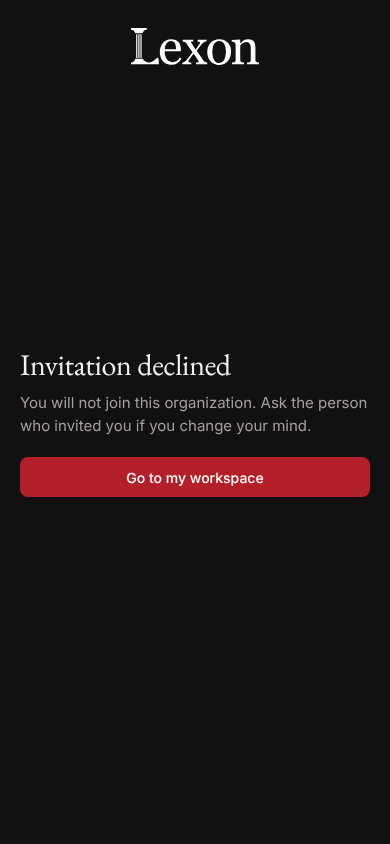 Lexon
Invitation declined
You will not join this organization. Ask the person
who invited you if you change your mind.
Go to my workspace